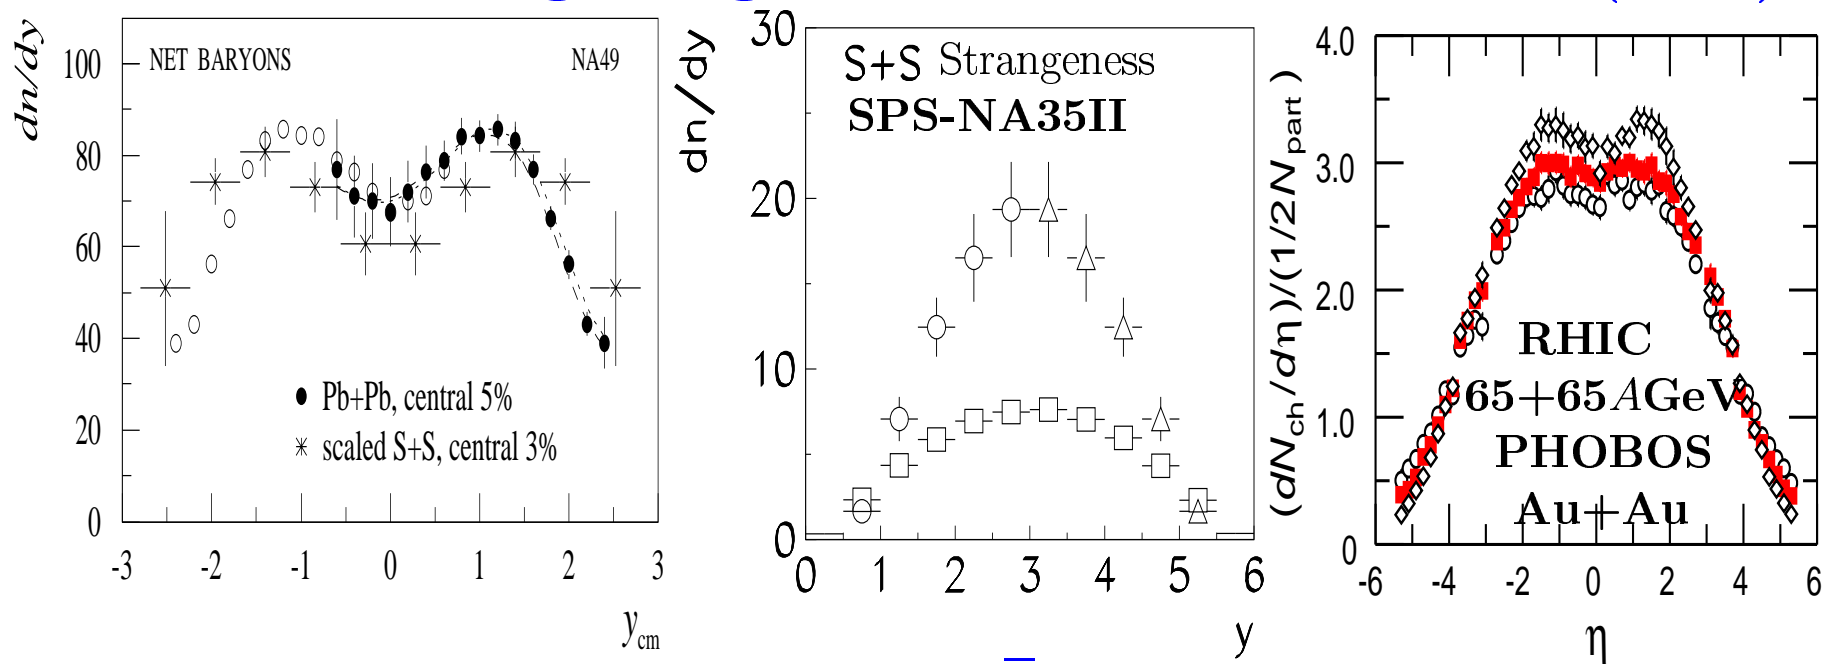 dn/dy
NET BARYONS
NA49
100
80
60
40
20
0
Pb+Pb, central 5%
scaled S+S, central 3%
-3 -2 -1 0 1 2 3
y_cm
dn/dy
30
20
10
0
S+S Strangeness
SPS-NA35II
0 1 2 3 4 5 6
y
(dN_ch/dη)/(1/2N_part)
4.0
3.0
2.0
1.0
0
RHIC
65+65AGeV
PHOBOS
Au+Au
-6 -4 -2 0 2 4 6
η